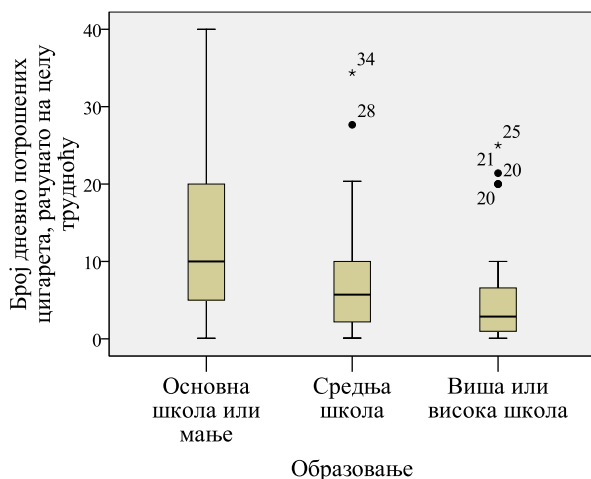 Број дневно потрошених
цигарета, рачунато на целу
трудноћу
40
30
20
10
0
34
28
25
21
20
20
Основна
школа или
мање
Средња
школа
Виша или
висока школа
Образовање